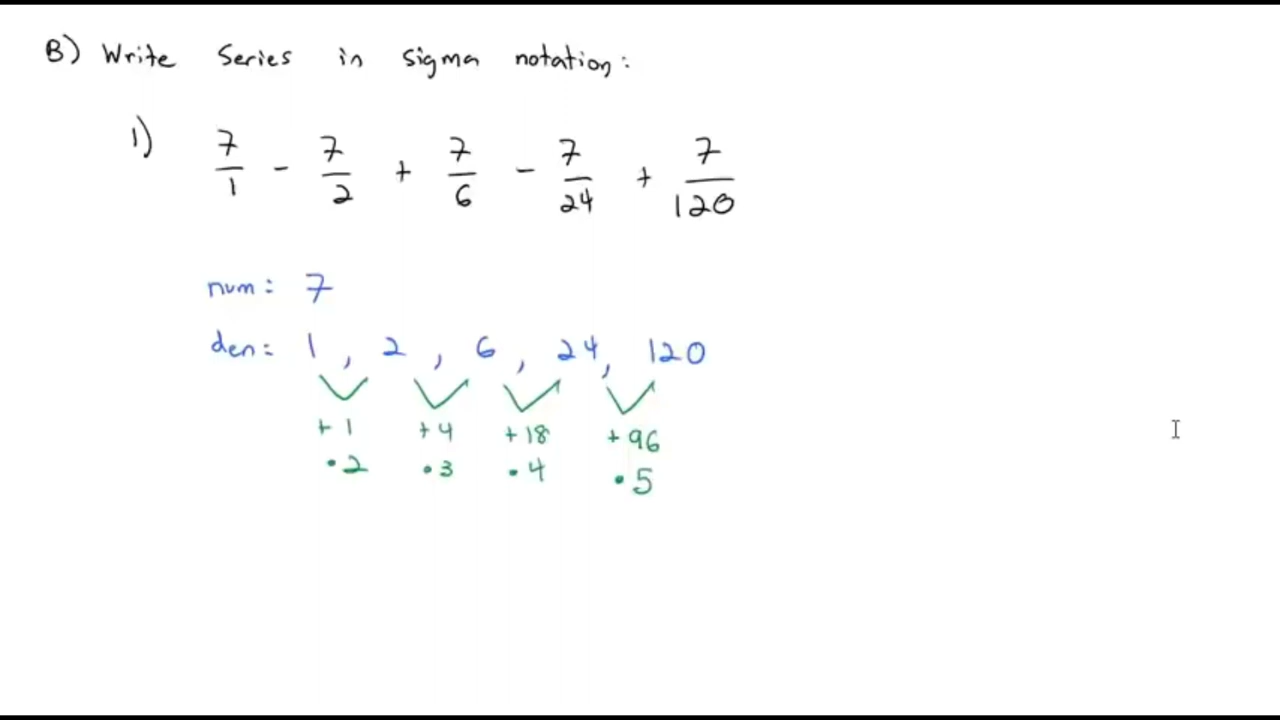 B) Write Series in sigma notation:
1) 7/1 - 7/2 + 7/6 - 7/24 + 7/120
num: 7
den: 1, 2, 6, 24, 120
+1 +4 +18 +96
•2 •3 •4 •5